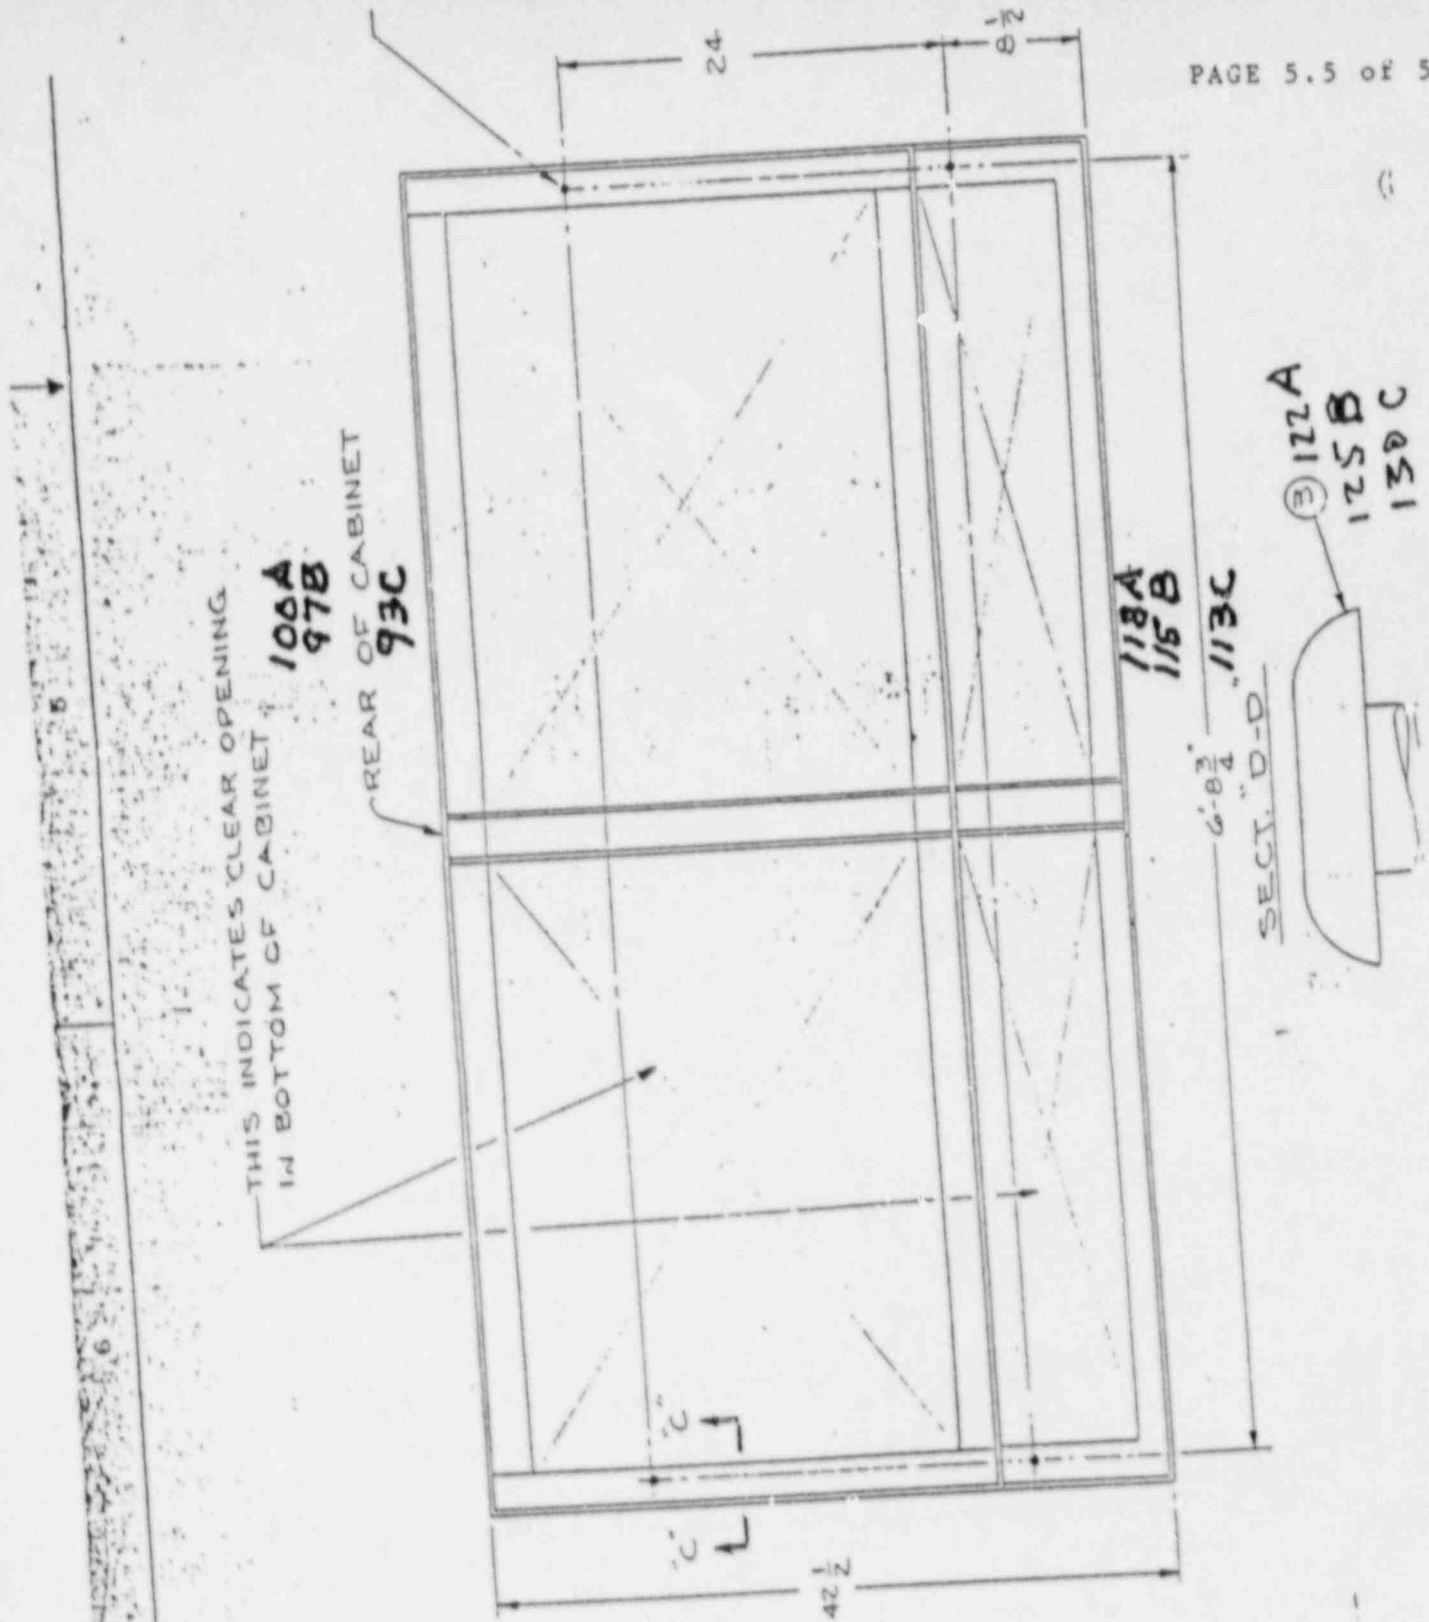 PAGE 5.5 of 5
24
8 1/2
THIS INDICATES CLEAR OPENING
IN BOTTOM OF CABINET
100A
97B
REAR OF CABINET
93C
118A
115B
113C
6'-8 3/4"
SECT. "D-D"
3 122A
125B
130C
"C"
"C"
42 1/2
5
6